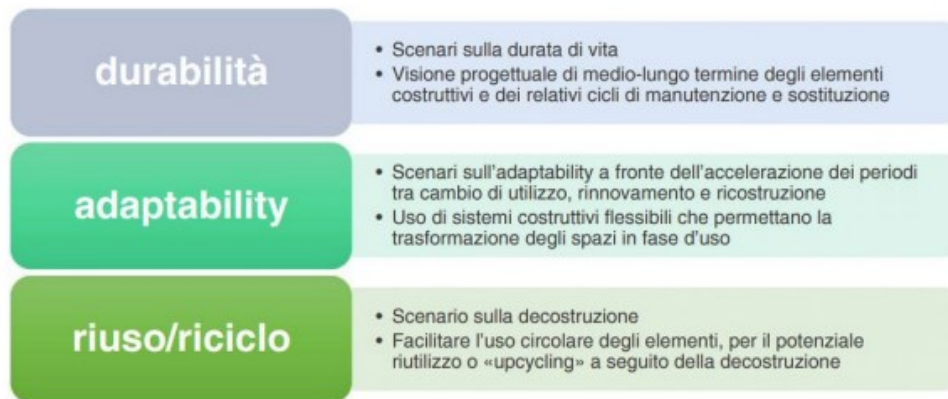 durabilità
• Scenari sulla durata di vita
• Visione progettuale di medio-lungo termine degli elementi
costruttivi e dei relativi cicli di manutenzione e sostituzione
adaptability
• Scenari sull'adaptability a fronte dell'accelerazione dei periodi
tra cambio di utilizzo, rinnovamento e ricostruzione
• Uso di sistemi costruttivi flessibili che permettano la
trasformazione degli spazi in fase d'uso
riuso/riciclo
• Scenario sulla decostruzione
• Facilitare l'uso circolare degli elementi, per il potenziale
riutilizzo o «upcycling» a seguito della decostruzione